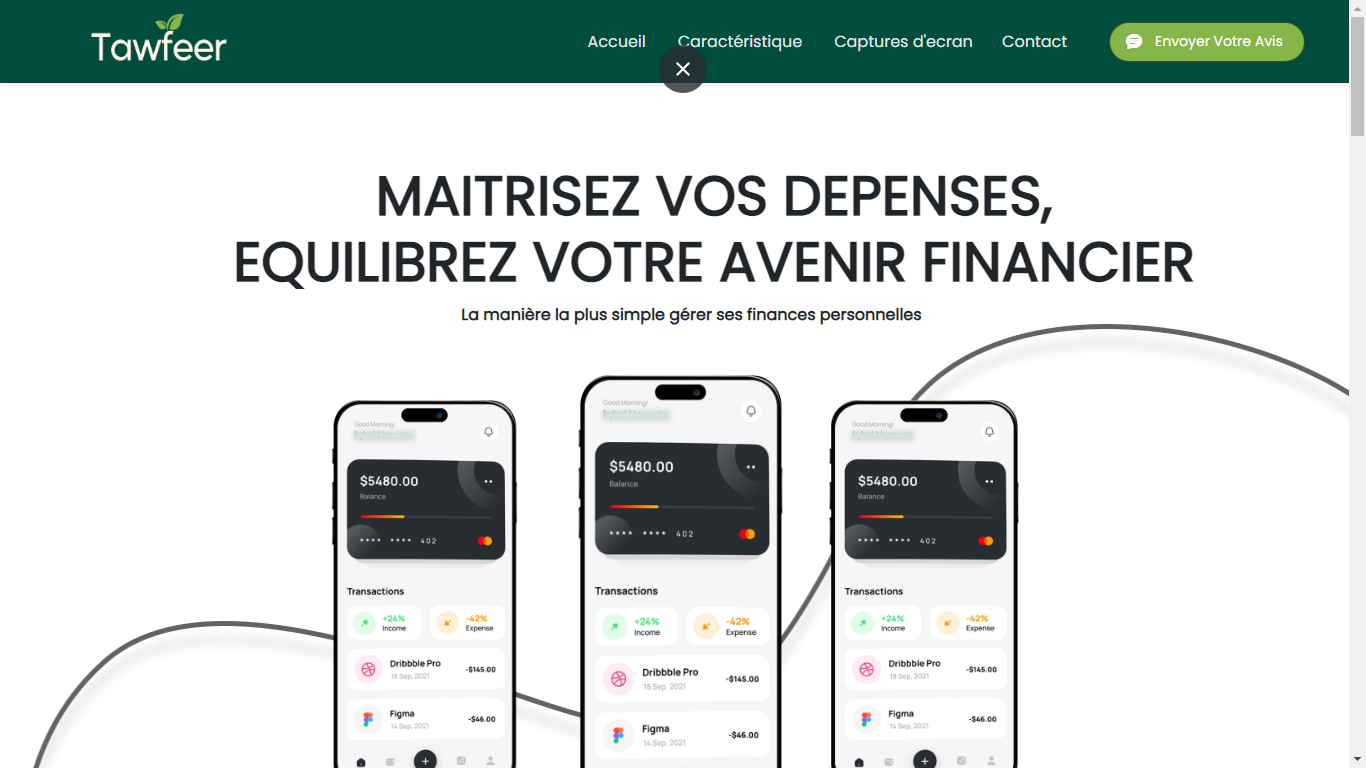 Tawfeer
Accueil
Caractéristique
Captures d'ecran
Contact
Envoyer Votre Avis
MAITRISEZ VOS DEPENSES,
EQUILIBREZ VOTRE AVENIR FINANCIER
La manière la plus simple gérer ses finances personnelles
Good Morning!
$5480.00
Balance
**** **** 402
Transactions
+24%
Income
-42%
Expense
Dribbble Pro
18 Sep, 2021
-$145.00
Figma
14 Sep, 2021
-$46.00
Good Morning!
$5480.00
Balance
**** **** 402
Transactions
+24%
Income
-42%
Expense
Dribbble Pro
18 Sep, 2021
-$145.00
Figma
14 Sep, 2021
-$46.00
Good Morning!
$5480.00
Balance
**** **** 402
Transactions
+24%
Income
-42%
Expense
Dribbble Pro
18 Sep, 2021
-$145.00
Figma
14 Sep, 2021
-$46.00